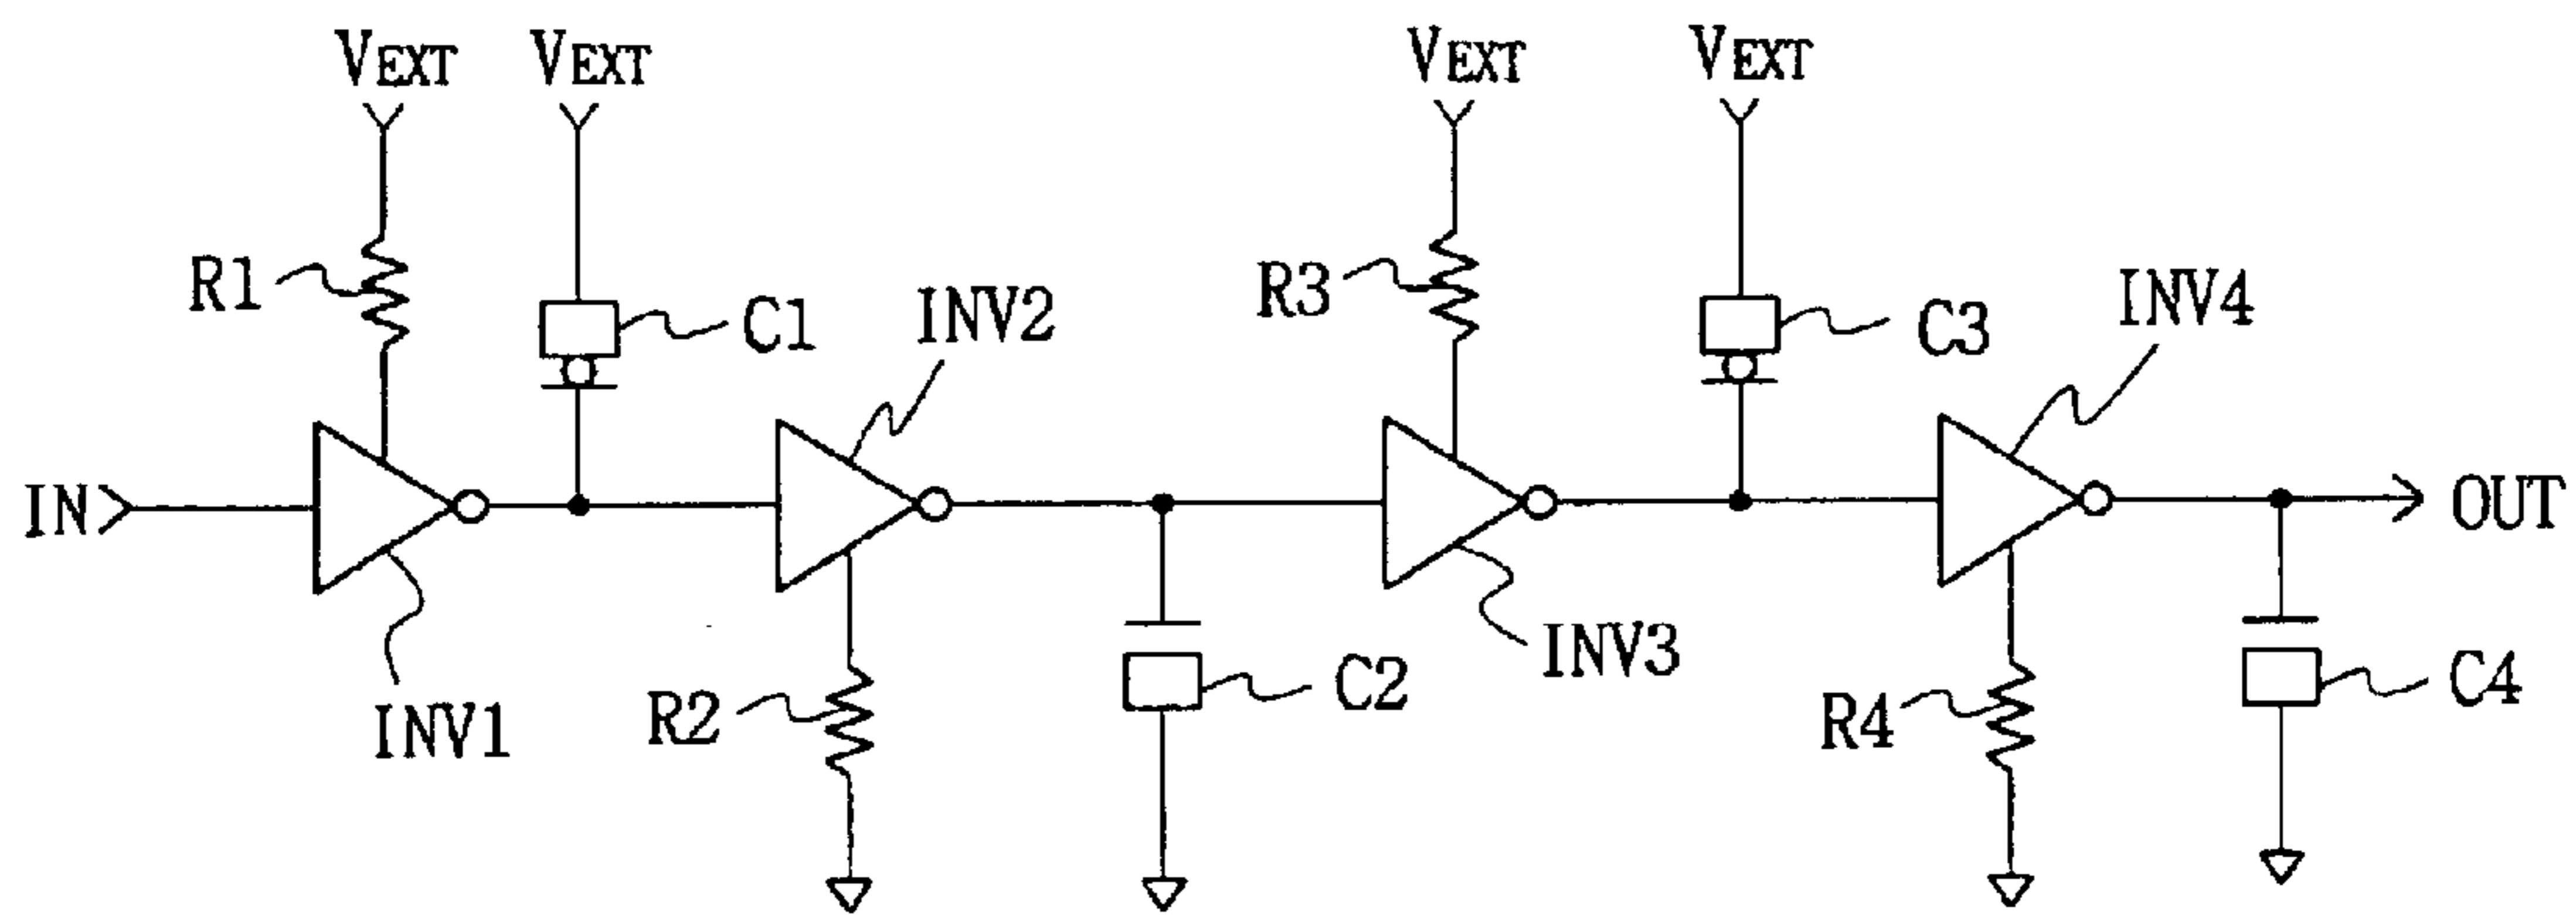 VEXT
VEXT
VEXT
VEXT
R1
C1
INV2
R3
C3
INV4
IN
OUT
INV1
R2
C2
INV3
R4
C4